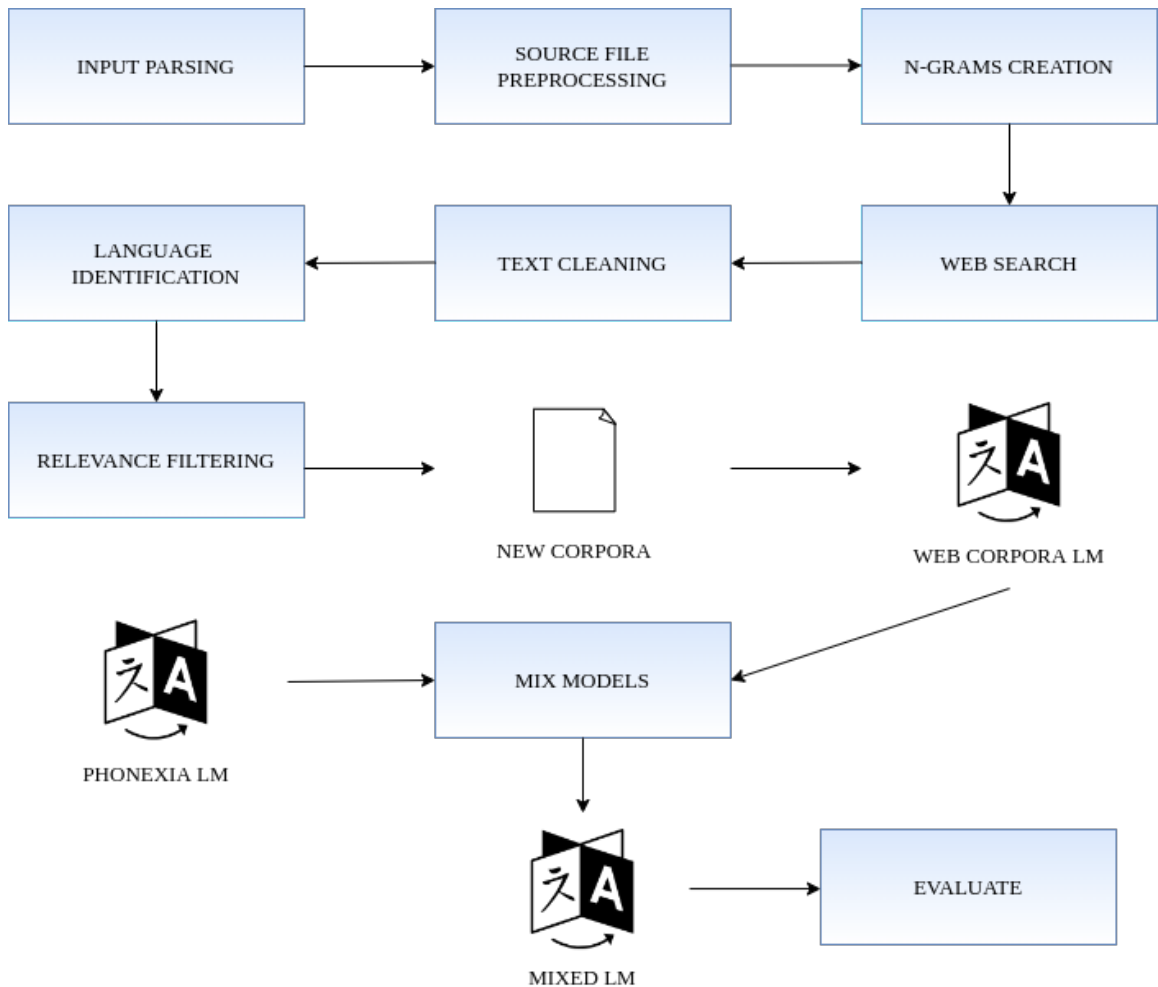 INPUT PARSING
SOURCE FILE
PREPROCESSING
N-GRAMS CREATION
LANGUAGE
IDENTIFICATION
TEXT CLEANING
WEB SEARCH
RELEVANCE FILTERING
NEW CORPORA
WEB CORPORA LM
PHONEXIA LM
MIX MODELS
MIXED LM
EVALUATE